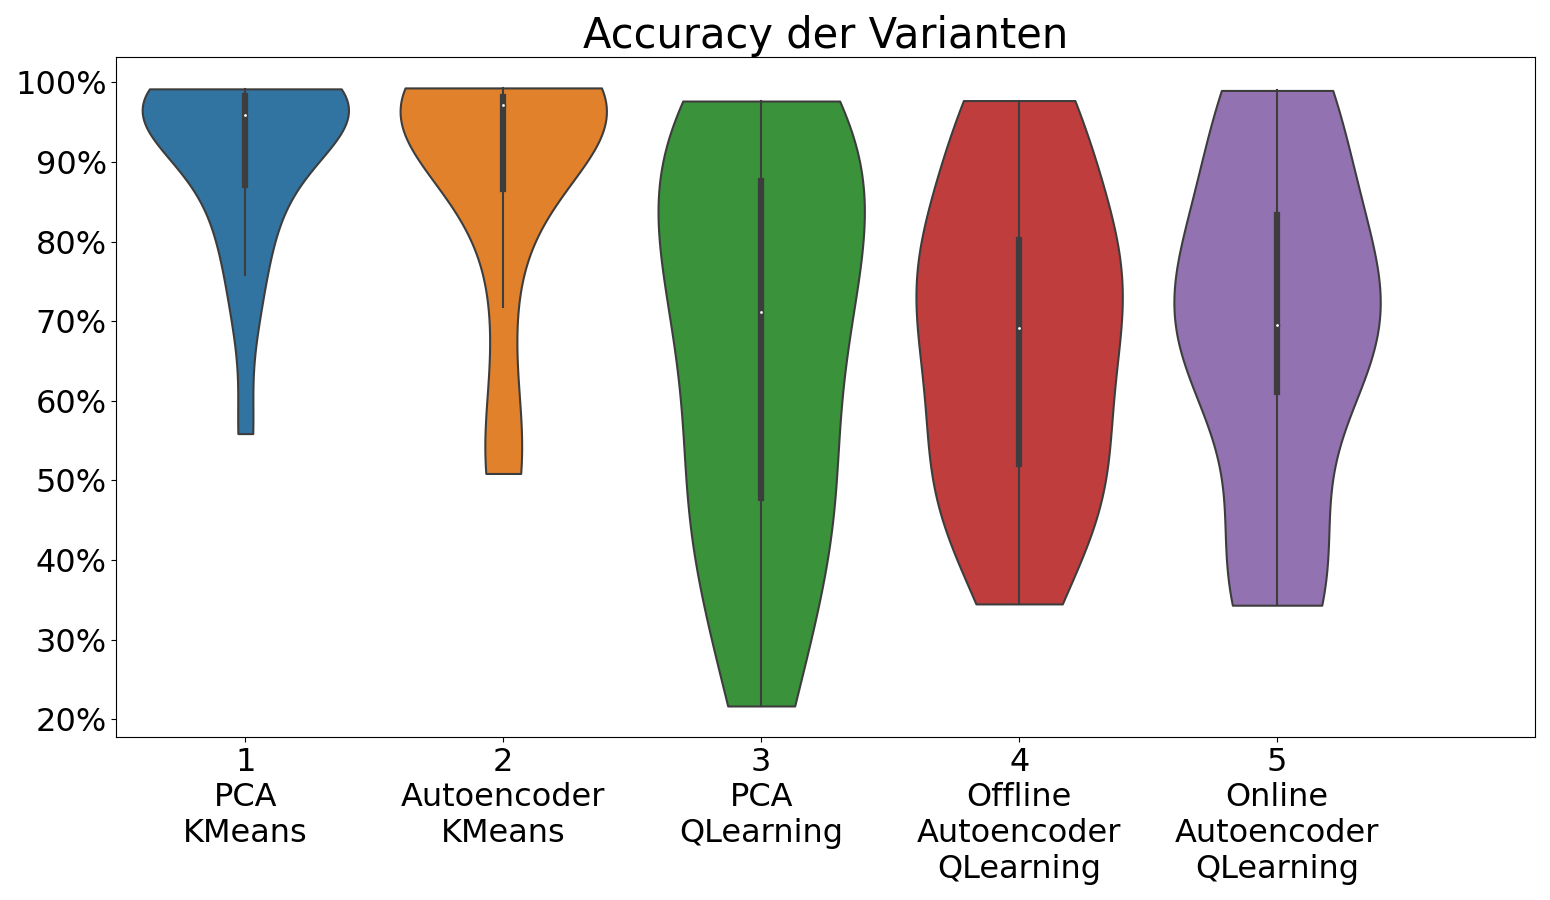 Accuracy der Varianten
100%
90%
80%
70%
60%
50%
40%
30%
20%
1
PCA
KMeans
2
Autoencoder
KMeans
3
PCA
QLearning
4
Offline
Autoencoder
QLearning
5
Online
Autoencoder
QLearning